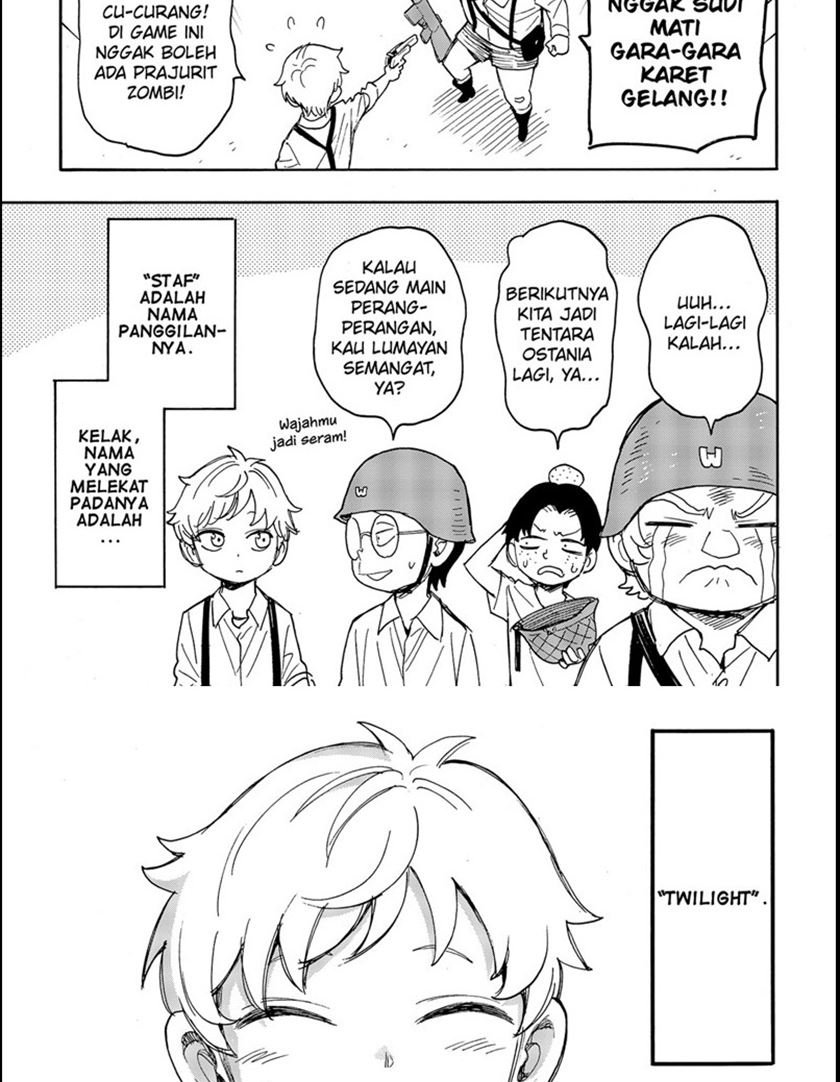 NGGAK SUDI
MATI
GARA-GARA
KARET
GELANG!!
CU-CURANG!
DI GAME INI
NGGAK BOLEH
ADA PRAJURIT
ZOMBI!
UUH...
LAGI-LAGI
KALAH...
W
BERIKUTNYA
KITA JADI
TENTARA
OSTANIA
LAGI, YA...
KALAU
SEDANG MAIN
PERANG-
PERANGAN,
KAU LUMAYAN
SEMANGAT,
YA?
W
Wajahmu
jadi seram!
"STAF"
ADALAH
NAMA
PANGGILAN-
NYA.
KELAK,
NAMA
YANG
MELEKAT
PADANYA
ADALAH
...
"TWILIGHT".